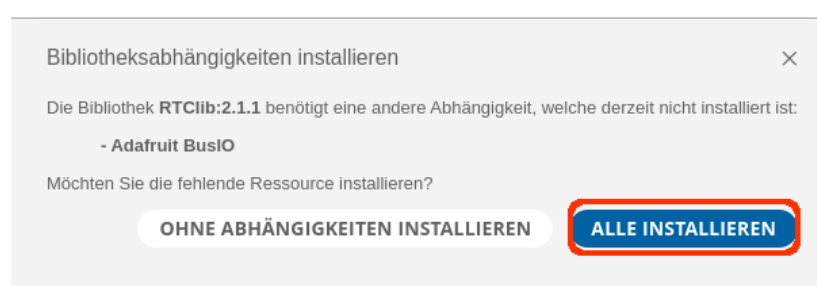 Bibliotheksabhängigkeiten installieren
Die Bibliothek RTClib:2.1.1 benötigt eine andere Abhängigkeit, welche derzeit nicht installiert ist:
- Adafruit BusIO
Möchten Sie die fehlende Ressource installieren?
OHNE ABHÄNGIGKEITEN INSTALLIEREN ALLE INSTALLIEREN